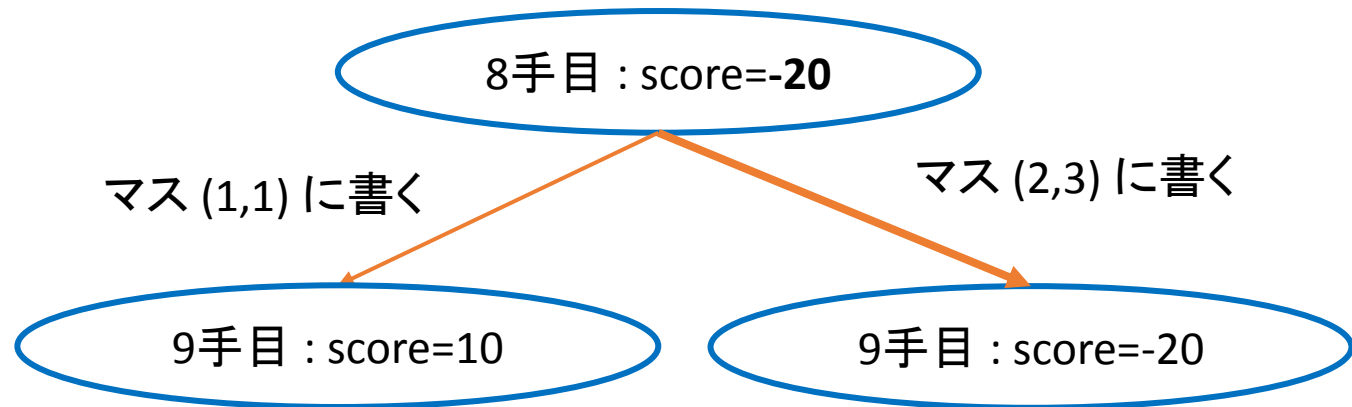 8手目 : score=-20
マス (1,1) に書く
マス (2,3) に書く
9手目 : score=10
9手目 : score=-20